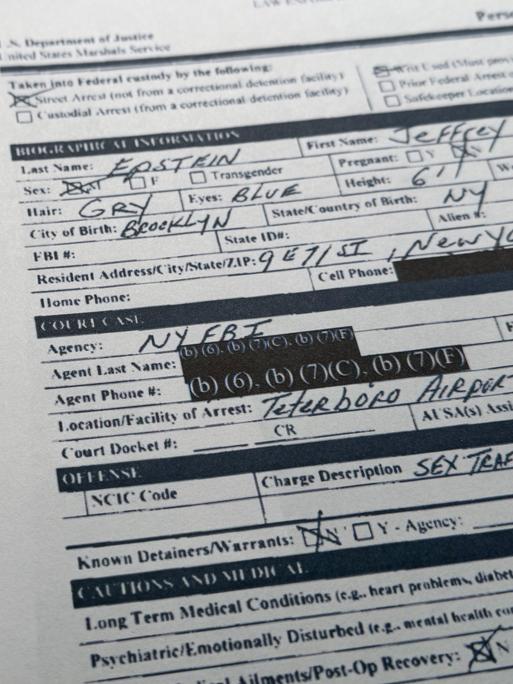 LAW ENFO
Perso
U.S. Department of Justice
United States Marshals Service
Taken into Federal custody by the following:
Street Arrest (not from a correctional detention facility)
Custodial Arrest (from a correctional detention facility)
Writ Used (Must prov
Prior Federal Arrest o
Safekeeper Location
BIOGRAPHICAL INFORMATION
Last Name: EPSTEIN First Name: Jeffrey
Sex: M F Transgender Pregnant: Y N
Hair: GRY Eyes: BLUE Height: 6'1 W
City of Birth: Brooklyn State/Country of Birth: NY
FBI #: State ID#: Alien #:
Resident Address/City/State/ZIP: 9 E 71 ST, New Yo
Home Phone: Cell Phone:
COURT CASE
Agency: NY FBI
Agent Last Name: (b) (6), (b) (7)(C), (b) (7)(F)
Agent Phone #: (b) (6), (b) (7)(C), (b) (7)(F)
Location/Facility of Arrest: Teterboro Airport
Court Docket #: CR AUSA(s) Assi
OFFENSE
NCIC Code Charge Description SEX TRAF
Known Detainers/Warrants: N Y - Agency:
CAUTIONS AND MEDICAL
Long Term Medical Conditions (e.g., heart problems, diabet
Psychiatric/Emotionally Disturbed (e.g., mental health co
Ailments/Post-Op Recovery: N